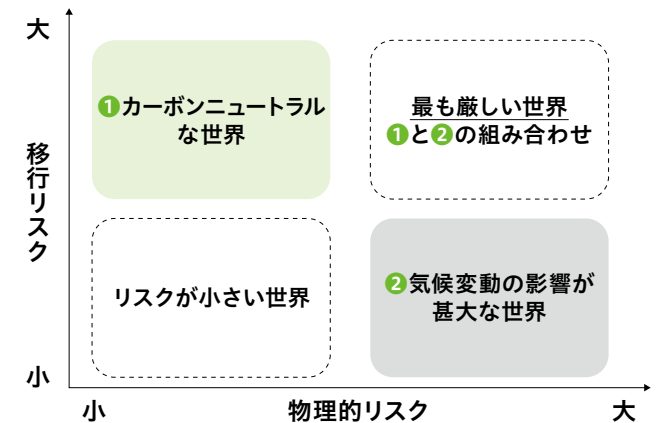 大
移行リスク
小
❶カーボンニュートラル
な世界
最も厳しい世界
❶と❷の組み合わせ
リスクが小さい世界
❷気候変動の影響が
甚大な世界
小
物理的リスク
大